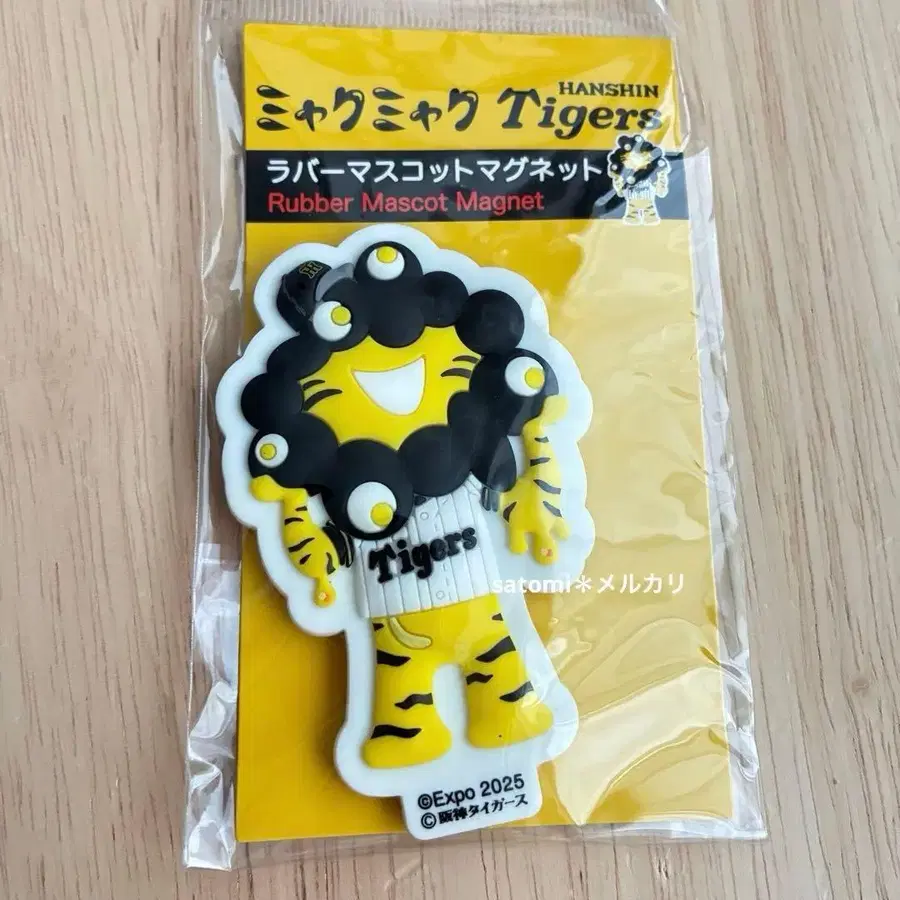 HANSHIN
ミャクミャク Tigers
ラバーマスコットマグネット
Rubber Mascot Magnet
Tigers
satomi＊メルカリ
©Expo 2025
©阪神タイガース